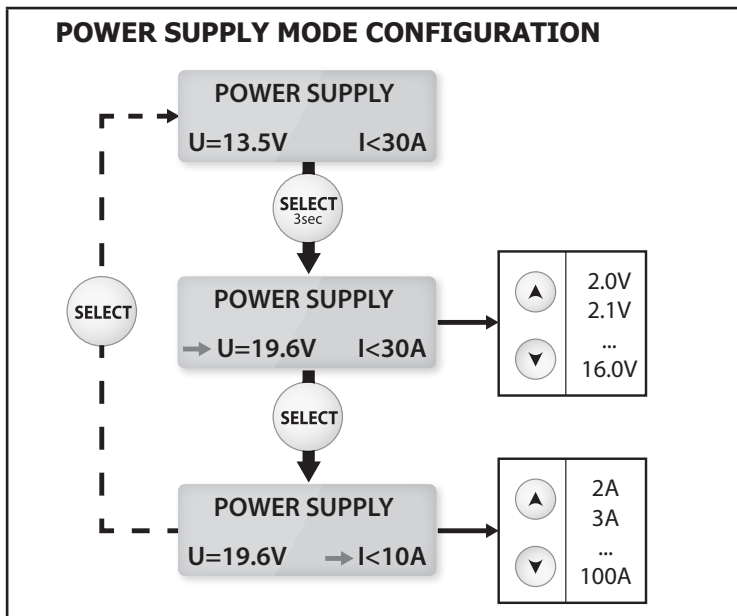 POWER SUPPLY MODE CONFIGURATION
POWER SUPPLY
U=13.5V I<30A
SELECT
3sec
POWER SUPPLY
U=19.6V I<30A
2.0V
2.1V
...
16.0V
SELECT
SELECT
POWER SUPPLY
U=19.6V I<10A
2A
3A
...
100A